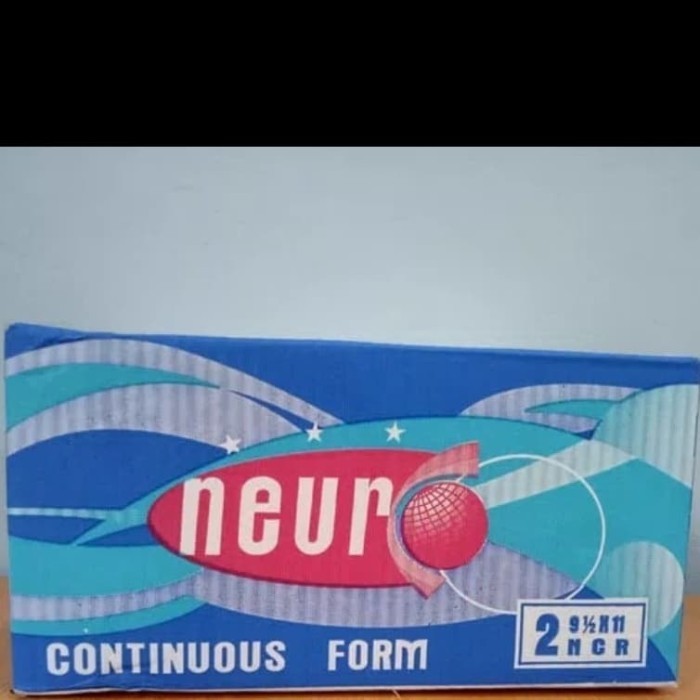 neuro
CONTINUOUS FORM
2 9½X11
NCR